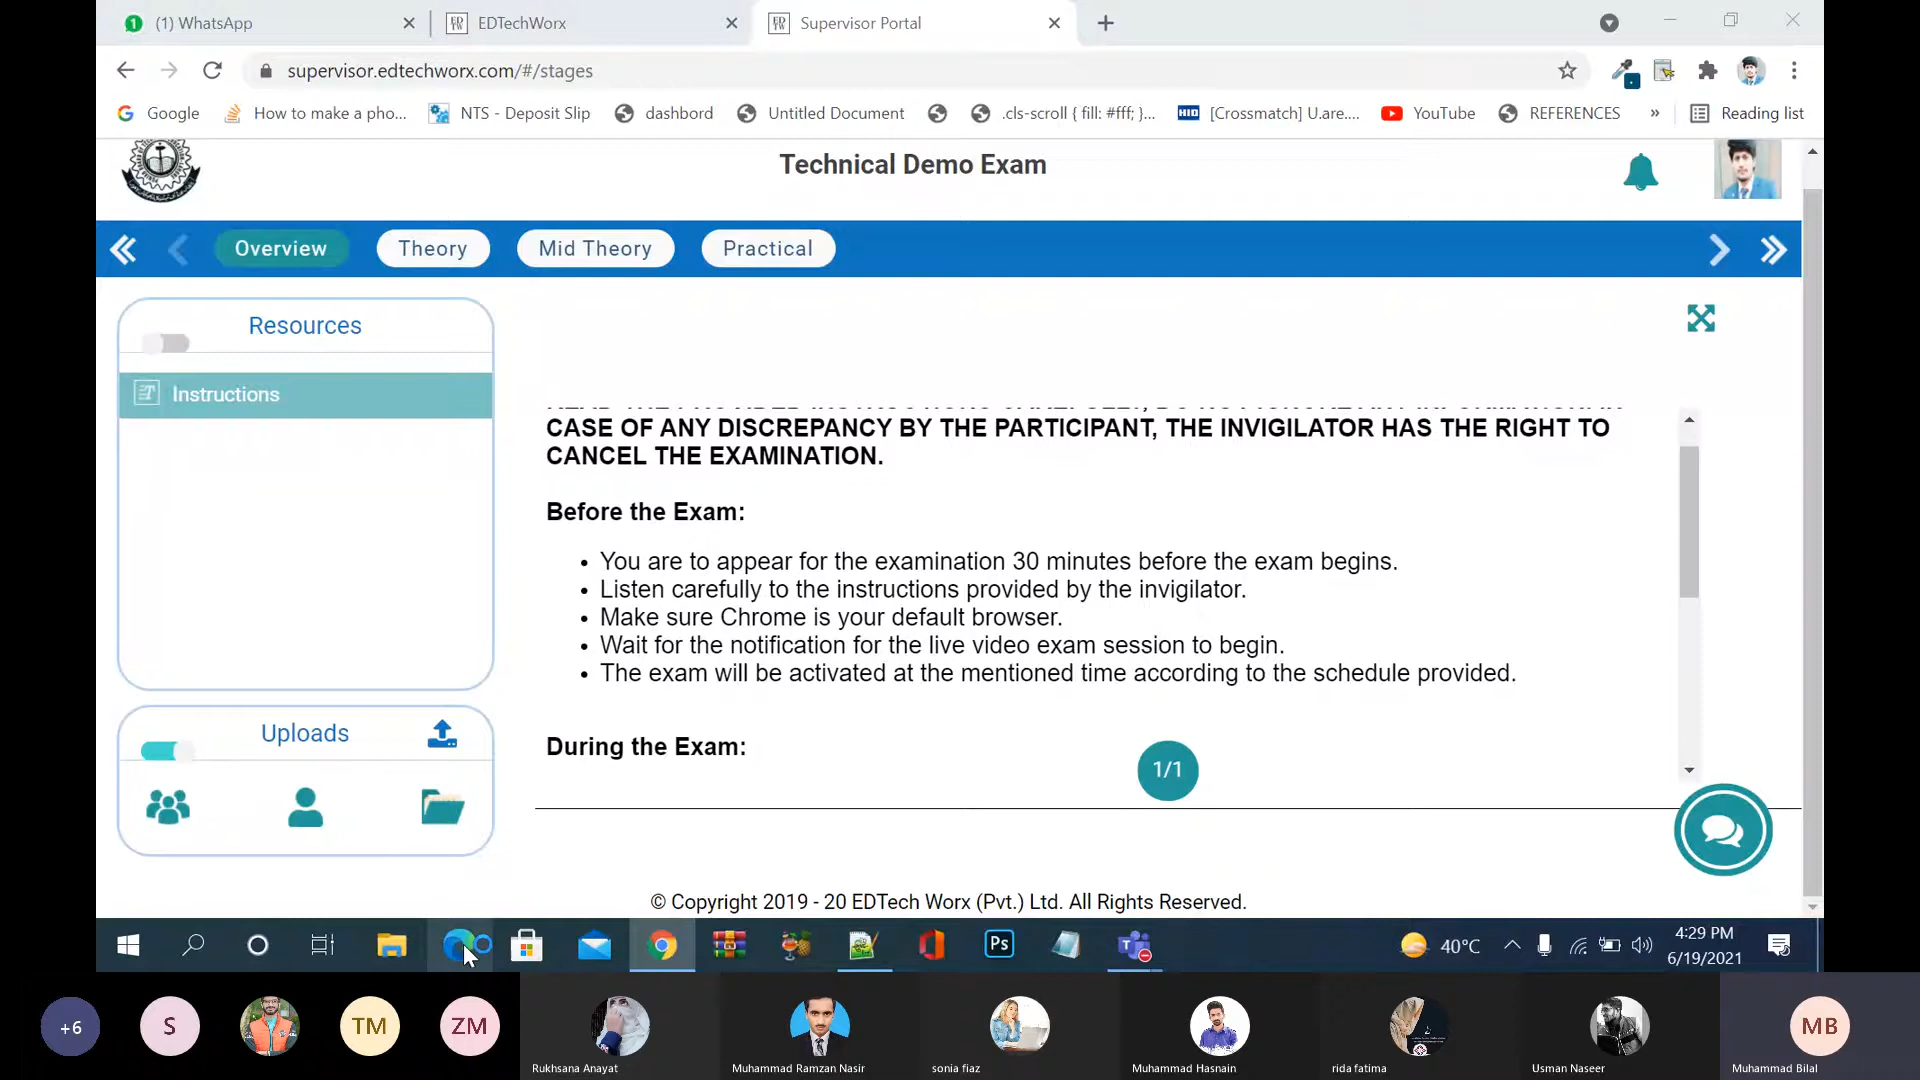 (1) WhatsApp
EDTechWorx
Supervisor Portal
supervisor.edtechworx.com/#/stages
Google
How to make a pho...
NTS - Deposit Slip
dashbord
Untitled Document
.cls-scroll { fill: #fff; }...
HID
[Crossmatch] U.are....
YouTube
REFERENCES
»
Reading list
Technical Demo Exam
Overview
Theory
Mid Theory
Practical
Resources
Instructions
CASE OF ANY DISCREPANCY BY THE PARTICIPANT, THE INVIGILATOR HAS THE RIGHT TO
CANCEL THE EXAMINATION.
Before the Exam:
• You are to appear for the examination 30 minutes before the exam begins.
• Listen carefully to the instructions provided by the invigilator.
• Make sure Chrome is your default browser.
• Wait for the notification for the live video exam session to begin.
• The exam will be activated at the mentioned time according to the schedule provided.
During the Exam:
1/1
Uploads
© Copyright 2019 - 20 EDTech Worx (Pvt.) Ltd. All Rights Reserved.
Ps
40°C
4:29 PM
6/19/2021
+6
S
TM
ZM
MB
Rukhsana Anayat
Muhammad Ramzan Nasir
sonia fiaz
Muhammad Hasnain
rida fatima
Usman Naseer
Muhammad Bilal